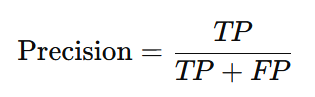 Precision = TP / (TP + FP)